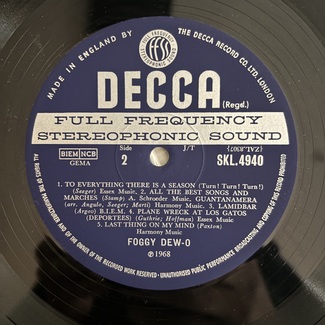 MADE IN ENGLAND BY
THE DECCA RECORD CO. LTD. LONDON
FULL FREQUENCY
ffss
STEREOPHONIC SOUND
DECCA
(Regd.)
FULL FREQUENCY
STEREOPHONIC SOUND
BIEM NCB
GEMA
Side
2
J/T
SKL.4940
1. TO EVERYTHING THERE IS A SEASON (Turn! Turn! Turn!)
(Seeger) Essex Music, 2. ALL THE BEST SONGS AND
MARCHES (Stamp) A. Schroeder Music, GUANTANAMERA
(arr. Angulo, Seeger; Marti) Harmony Music. 3. LAMIDBAR
(Argov) B.I.E.M. 4. PLANE WRECK AT LOS GATOS
(DEPORTEES) (Guthrie; Hoffman) Essex Music
5. LAST THING ON MY MIND (Paxton)
Harmony Music
FOGGY DEW-O
℗1968
ALL RIGHTS OF THE MANUFACTURER AND OF THE OWNER OF THE RECORDED WORK RESERVED · UNAUTHORISED PUBLIC PERFORMANCE BROADCASTING AND COPYING OF THIS RECORD PROHIBITED